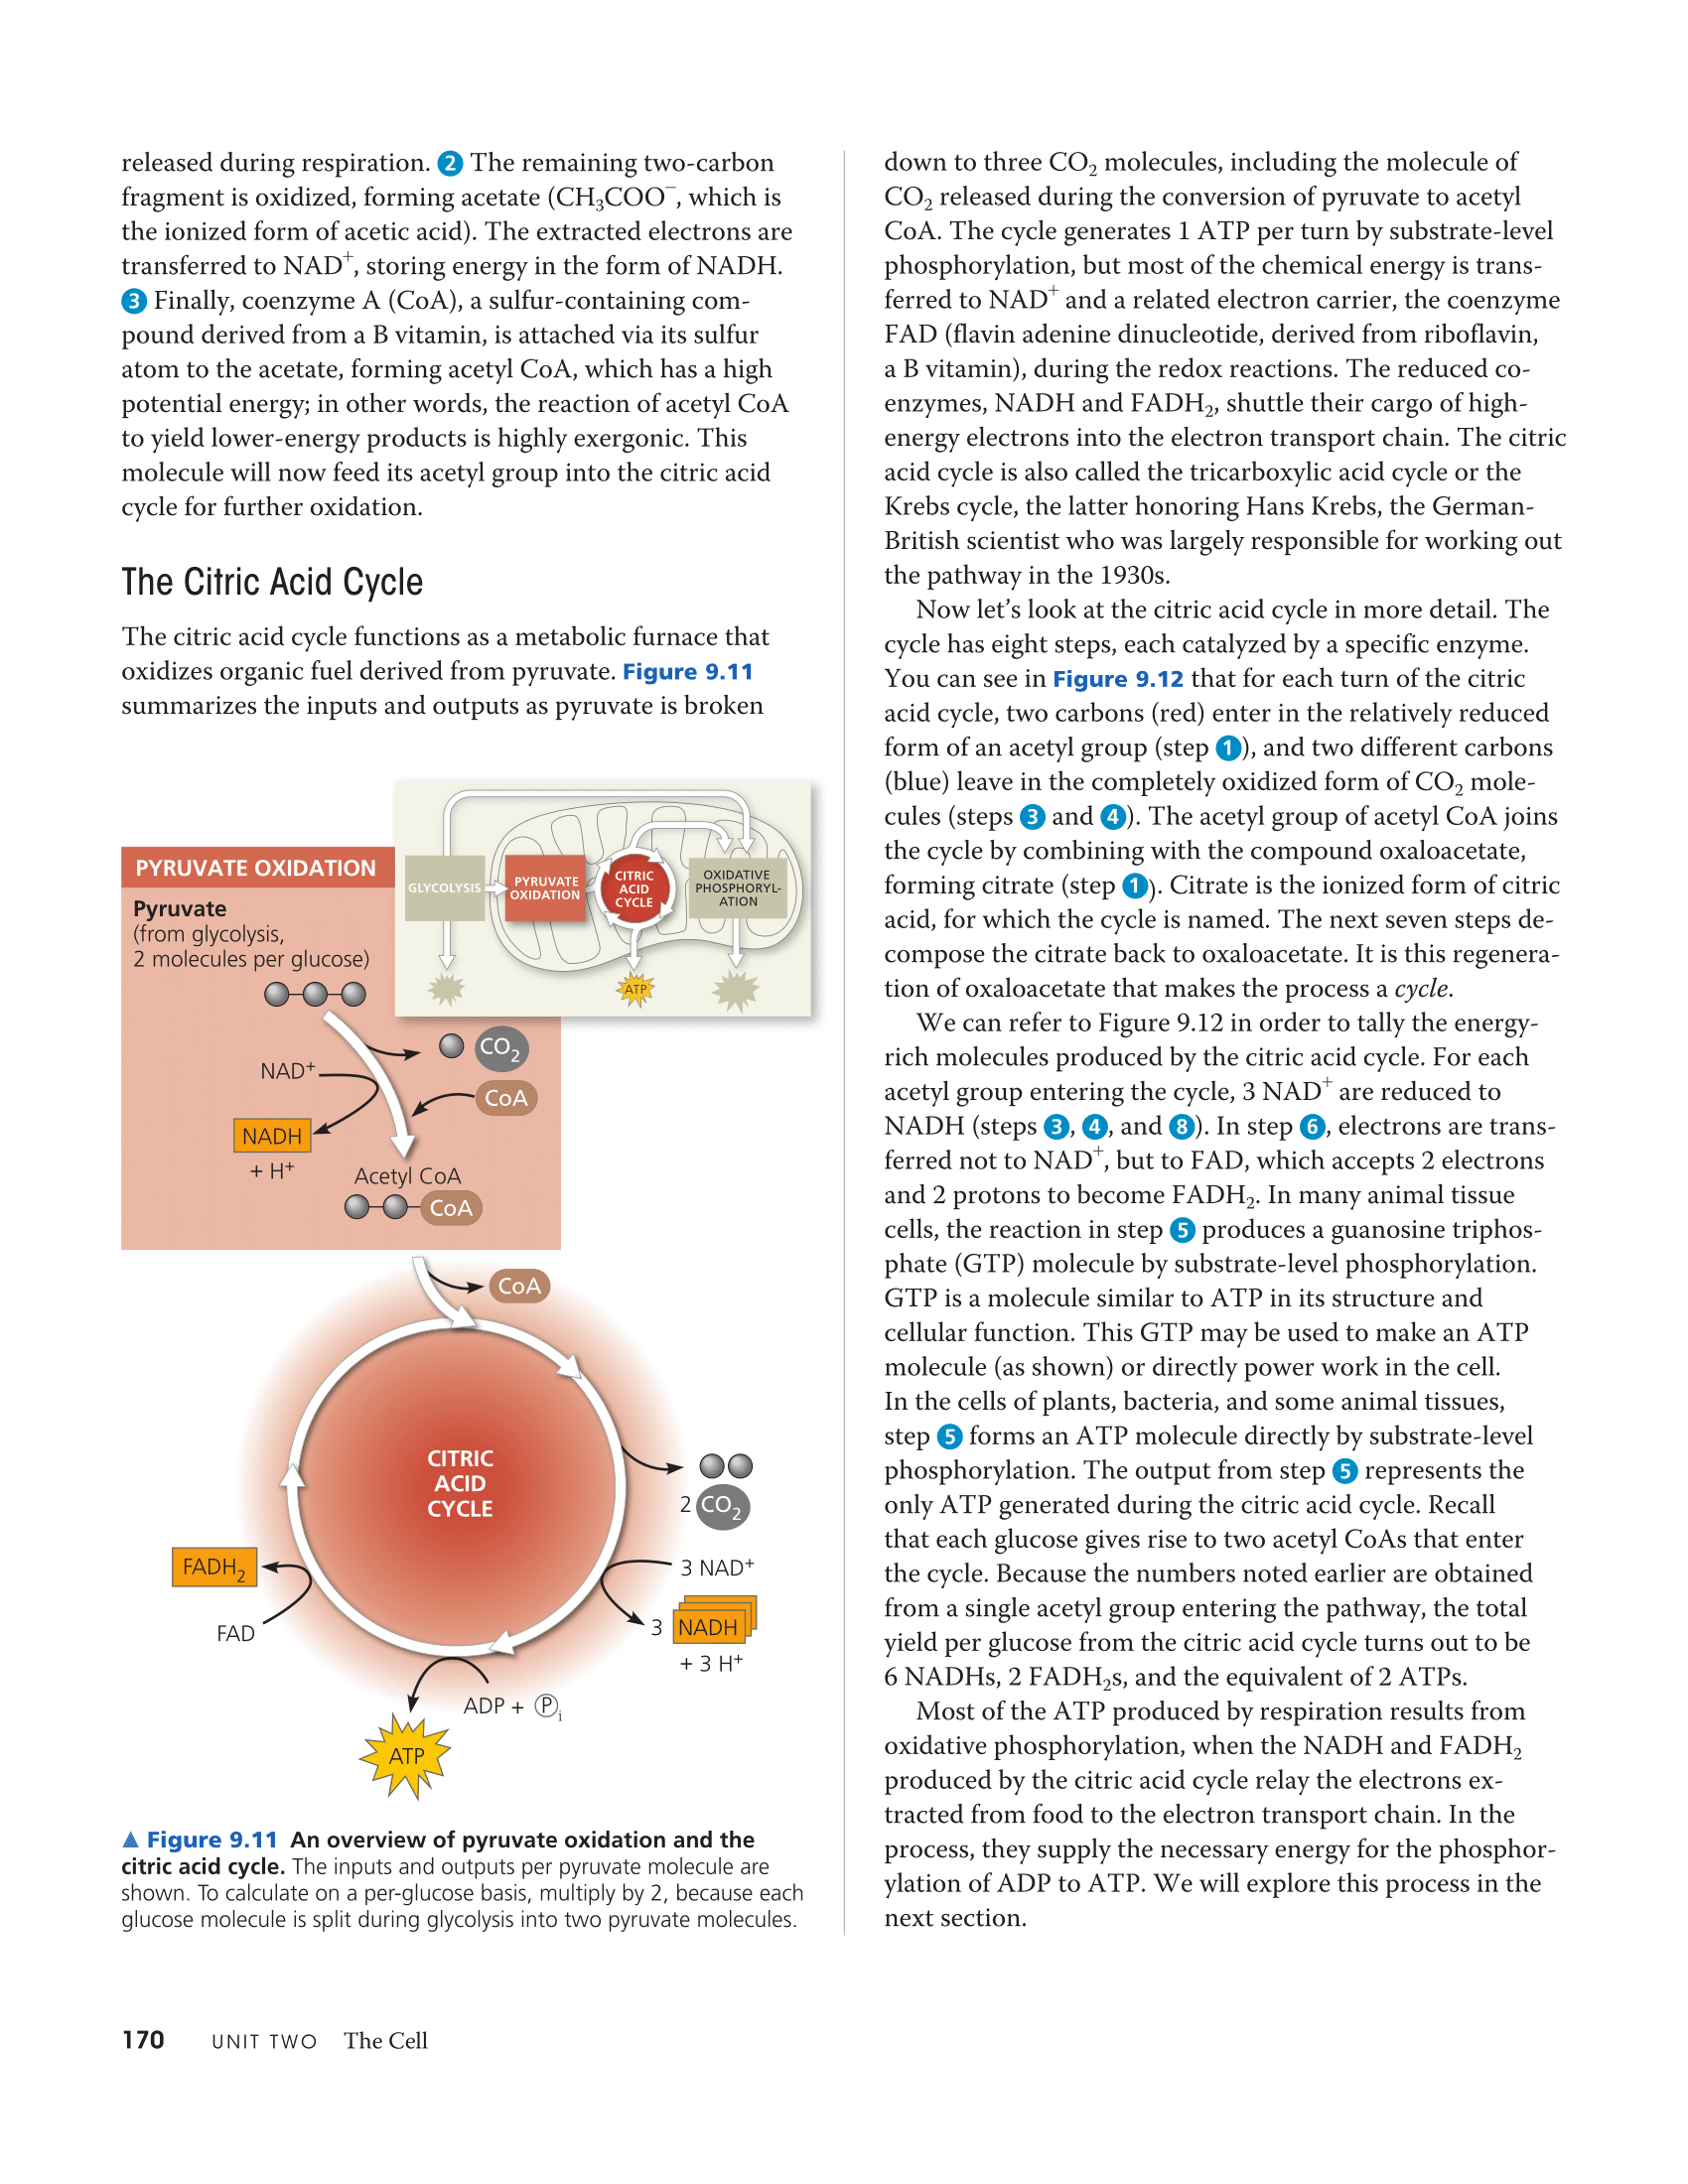 released during respiration. 2 The remaining two-carbon
fragment is oxidized, forming acetate (CH₃COO⁻, which is
the ionized form of acetic acid). The extracted electrons are
transferred to NAD⁺, storing energy in the form of NADH.
3 Finally, coenzyme A (CoA), a sulfur-containing com-
pound derived from a B vitamin, is attached via its sulfur
atom to the acetate, forming acetyl CoA, which has a high
potential energy; in other words, the reaction of acetyl CoA
to yield lower-energy products is highly exergonic. This
molecule will now feed its acetyl group into the citric acid
cycle for further oxidation.
The Citric Acid Cycle
The citric acid cycle functions as a metabolic furnace that
oxidizes organic fuel derived from pyruvate. Figure 9.11
summarizes the inputs and outputs as pyruvate is broken
PYRUVATE OXIDATION
Pyruvate
(from glycolysis,
2 molecules per glucose)
GLYCOLYSIS
PYRUVATE
OXIDATION
CITRIC
ACID
CYCLE
OXIDATIVE
PHOSPHORYL-
ATION
ATP
CO₂
NAD⁺
CoA
NADH
+ H⁺
Acetyl CoA
CoA
CoA
CITRIC
ACID
CYCLE
2 CO₂
FADH₂
3 NAD⁺
FAD
3 NADH
+ 3 H⁺
ADP + Ⓟi
ATP
▲ Figure 9.11 An overview of pyruvate oxidation and the
citric acid cycle. The inputs and outputs per pyruvate molecule are
shown. To calculate on a per-glucose basis, multiply by 2, because each
glucose molecule is split during glycolysis into two pyruvate molecules.
down to three CO₂ molecules, including the molecule of
CO₂ released during the conversion of pyruvate to acetyl
CoA. The cycle generates 1 ATP per turn by substrate-level
phosphorylation, but most of the chemical energy is trans-
ferred to NAD⁺ and a related electron carrier, the coenzyme
FAD (flavin adenine dinucleotide, derived from riboflavin,
a B vitamin), during the redox reactions. The reduced co-
enzymes, NADH and FADH₂, shuttle their cargo of high-
energy electrons into the electron transport chain. The citric
acid cycle is also called the tricarboxylic acid cycle or the
Krebs cycle, the latter honoring Hans Krebs, the German-
British scientist who was largely responsible for working out
the pathway in the 1930s.
Now let's look at the citric acid cycle in more detail. The
cycle has eight steps, each catalyzed by a specific enzyme.
You can see in Figure 9.12 that for each turn of the citric
acid cycle, two carbons (red) enter in the relatively reduced
form of an acetyl group (step 1), and two different carbons
(blue) leave in the completely oxidized form of CO₂ mole-
cules (steps 3 and 4). The acetyl group of acetyl CoA joins
the cycle by combining with the compound oxaloacetate,
forming citrate (step 1). Citrate is the ionized form of citric
acid, for which the cycle is named. The next seven steps de-
compose the citrate back to oxaloacetate. It is this regenera-
tion of oxaloacetate that makes the process a cycle.
We can refer to Figure 9.12 in order to tally the energy-
rich molecules produced by the citric acid cycle. For each
acetyl group entering the cycle, 3 NAD⁺ are reduced to
NADH (steps 3, 4, and 8). In step 6, electrons are trans-
ferred not to NAD⁺, but to FAD, which accepts 2 electrons
and 2 protons to become FADH₂. In many animal tissue
cells, the reaction in step 5 produces a guanosine triphos-
phate (GTP) molecule by substrate-level phosphorylation.
GTP is a molecule similar to ATP in its structure and
cellular function. This GTP may be used to make an ATP
molecule (as shown) or directly power work in the cell.
In the cells of plants, bacteria, and some animal tissues,
step 5 forms an ATP molecule directly by substrate-level
phosphorylation. The output from step 5 represents the
only ATP generated during the citric acid cycle. Recall
that each glucose gives rise to two acetyl CoAs that enter
the cycle. Because the numbers noted earlier are obtained
from a single acetyl group entering the pathway, the total
yield per glucose from the citric acid cycle turns out to be
6 NADHs, 2 FADH₂s, and the equivalent of 2 ATPs.
Most of the ATP produced by respiration results from
oxidative phosphorylation, when the NADH and FADH₂
produced by the citric acid cycle relay the electrons ex-
tracted from food to the electron transport chain. In the
process, they supply the necessary energy for the phosphor-
ylation of ADP to ATP. We will explore this process in the
next section.
170 UNIT TWO The Cell